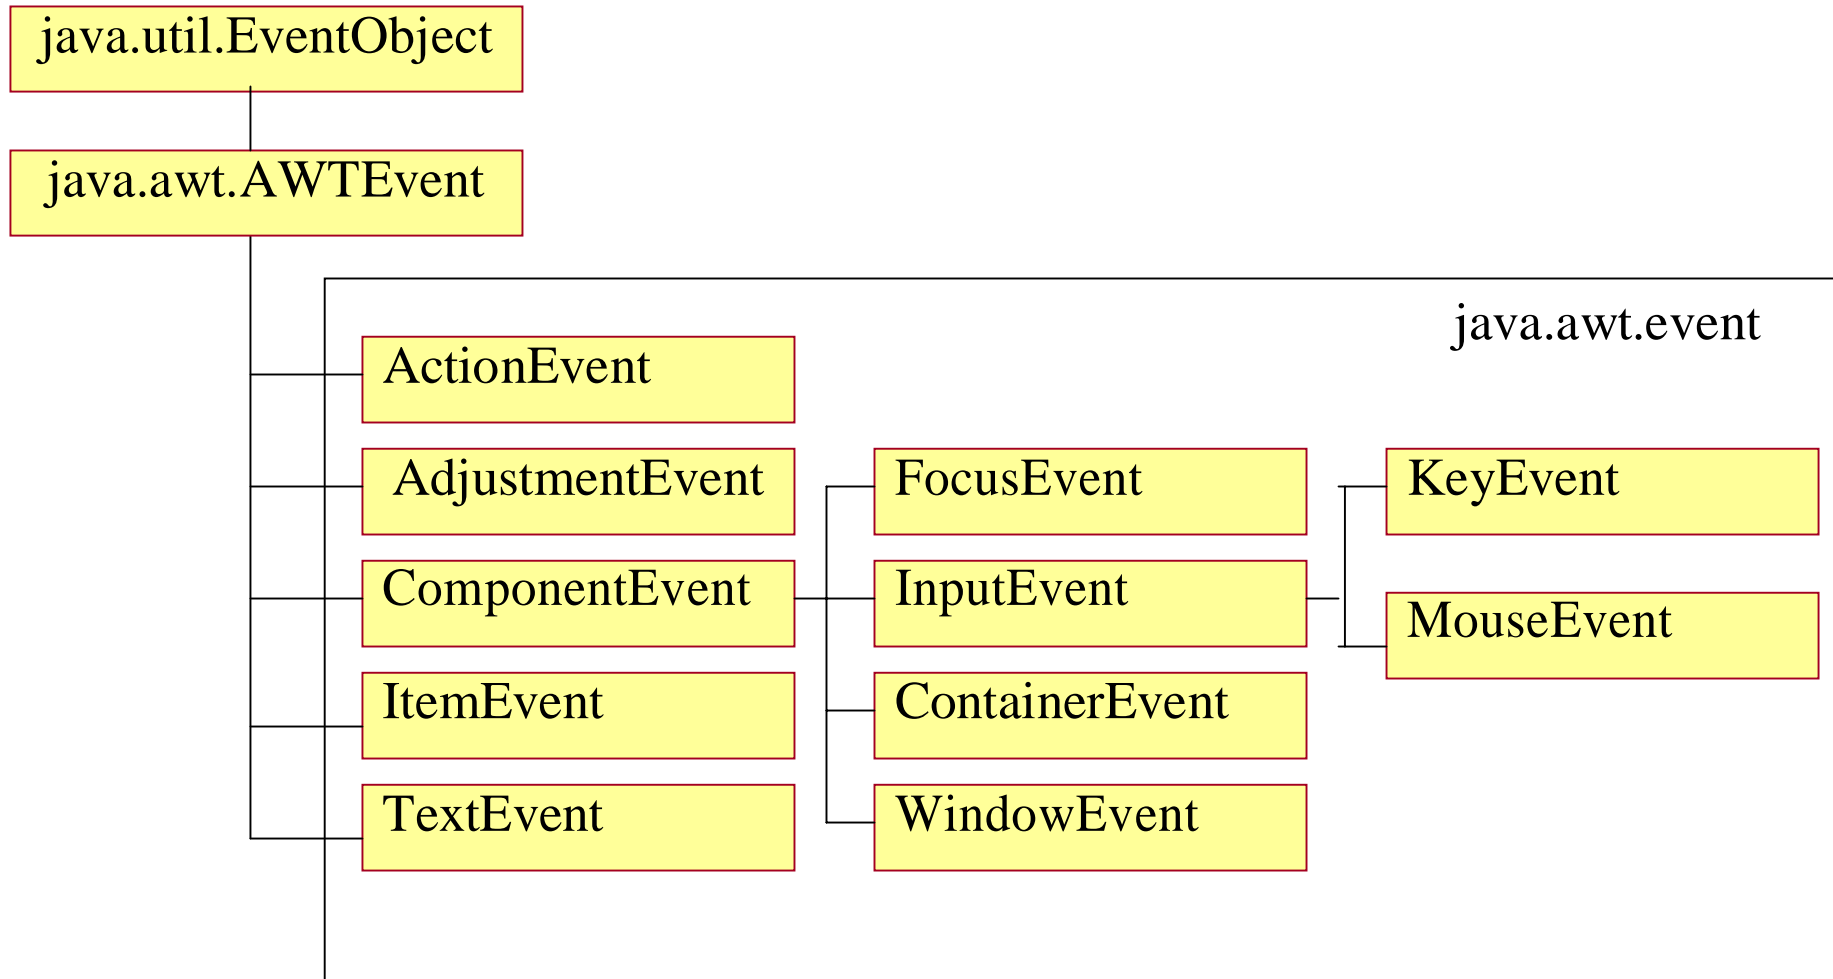 java.util.EventObject
java.awt.AWTEvent
java.awt.event
ActionEvent
AdjustmentEvent
FocusEvent
KeyEvent
ComponentEvent
InputEvent
MouseEvent
ItemEvent
ContainerEvent
TextEvent
WindowEvent